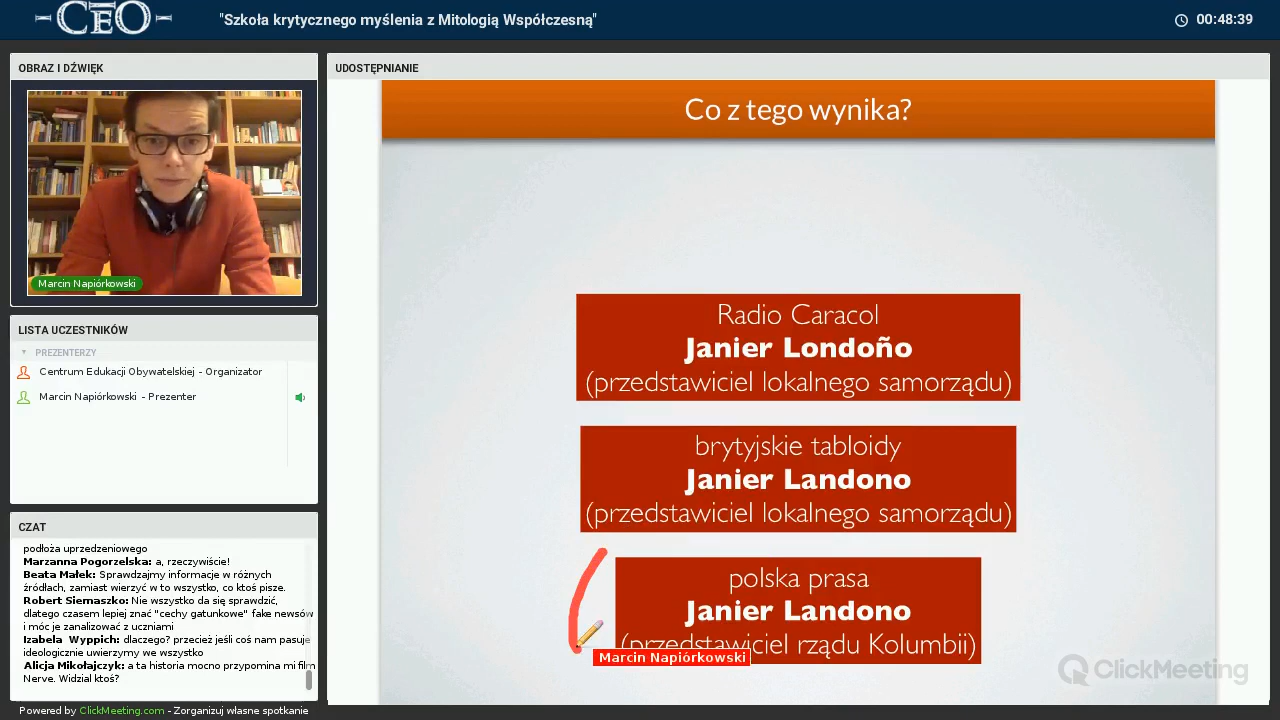 CEO
"Szkoła krytycznego myślenia z Mitologią Współczesną"
00:48:39
OBRAZ I DŹWIĘK
Marcin Napiórkowski
LISTA UCZESTNIKÓW
PREZENTERZY
Centrum Edukacji Obywatelskiej - Organizator
Marcin Napiórkowski - Prezenter
CZAT
podłoża uprzedzeniowego
Marzanna Pogorzelska: a, rzeczywiście!
Beata Małek: Sprawdzajmy informacje w różnych
źródłach, zamiast wierzyć w to wszystko, co ktoś pisze.
Robert Siemaszko: Nie wszystko da się sprawdzić,
dlatego czasem lepiej znać "cechy gatunkowe" fake newsów
i móc je zanalizować z uczniami
Izabela Wyppich: dlaczego? przecież jeśli coś nam pasuje
ideologicznie uwierzymy we wszystko
Alicja Mikołajczyk: a ta historia mocno przypomina mi film
Nerve. Widzial ktoś?
Powered by ClickMeeting.com - Zorganizuj własne spotkanie
UDOSTĘPNIANIE
Co z tego wynika?
Radio Caracol
Janier Londoño
(przedstawiciel lokalnego samorządu)
brytyjskie tabloidy
Janier Landono
(przedstawiciel lokalnego samorządu)
polska prasa
Janier Landono
(przedstawiciel rządu Kolumbii)
Marcin Napiórkowski
ClickMeeting